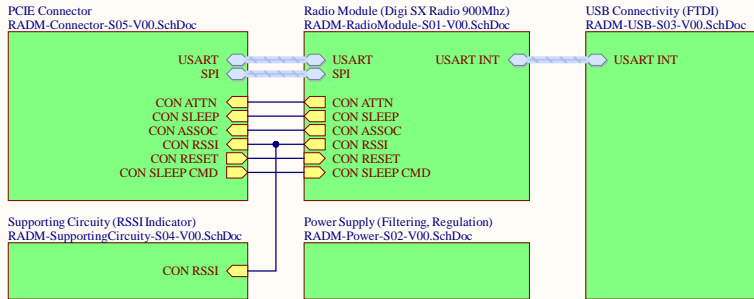 PCIE Connector
RADM-Connector-S05-V00.SchDoc
USART
SPI
CON ATTN
CON SLEEP
CON ASSOC
CON RSSI
CON RESET
CON SLEEP CMD
Radio Module (Digi SX Radio 900Mhz)
RADM-RadioModule-S01-V00.SchDoc
USART
SPI
USART INT
CON ATTN
CON SLEEP
CON ASSOC
CON RSSI
CON RESET
CON SLEEP CMD
USB Connectivity (FTDI)
RADM-USB-S03-V00.SchDoc
USART INT
Supporting Circuity (RSSI Indicator)
RADM-SupportingCircuity-S04-V00.SchDoc
CON RSSI
Power Supply (Filtering, Regulation)
RADM-Power-S02-V00.SchDoc